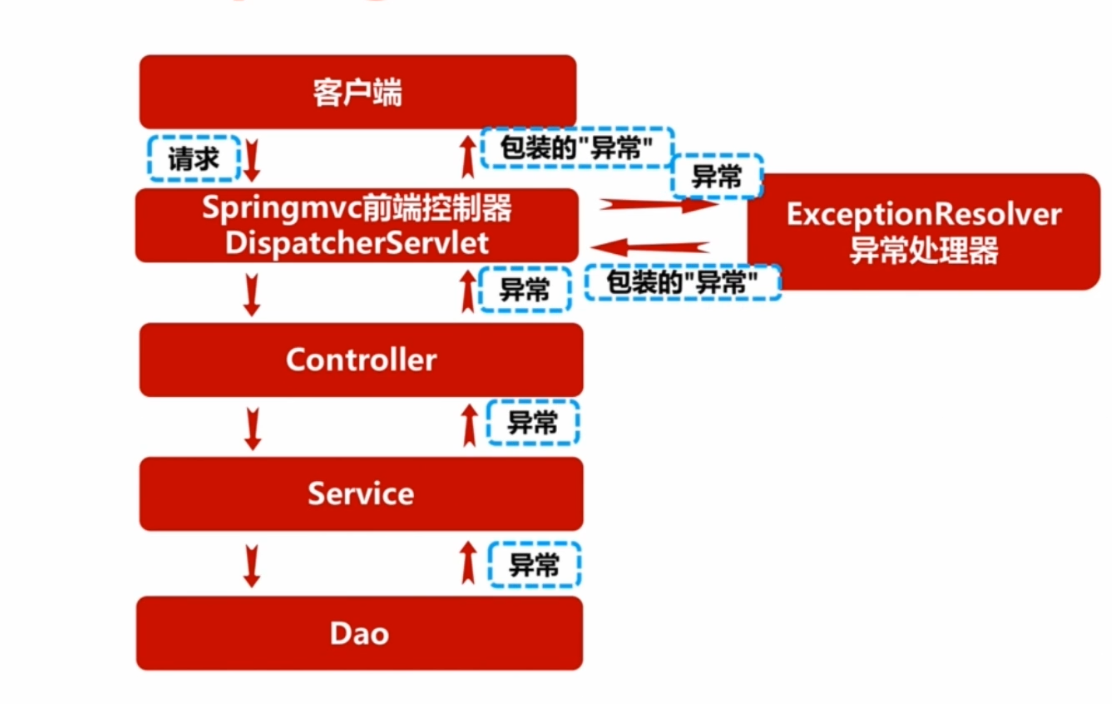 客户端
请求
包装的"异常"
异常
Springmvc前端控制器
DispatcherServlet
ExceptionResolver
异常处理器
异常
包装的"异常"
Controller
异常
Service
异常
Dao